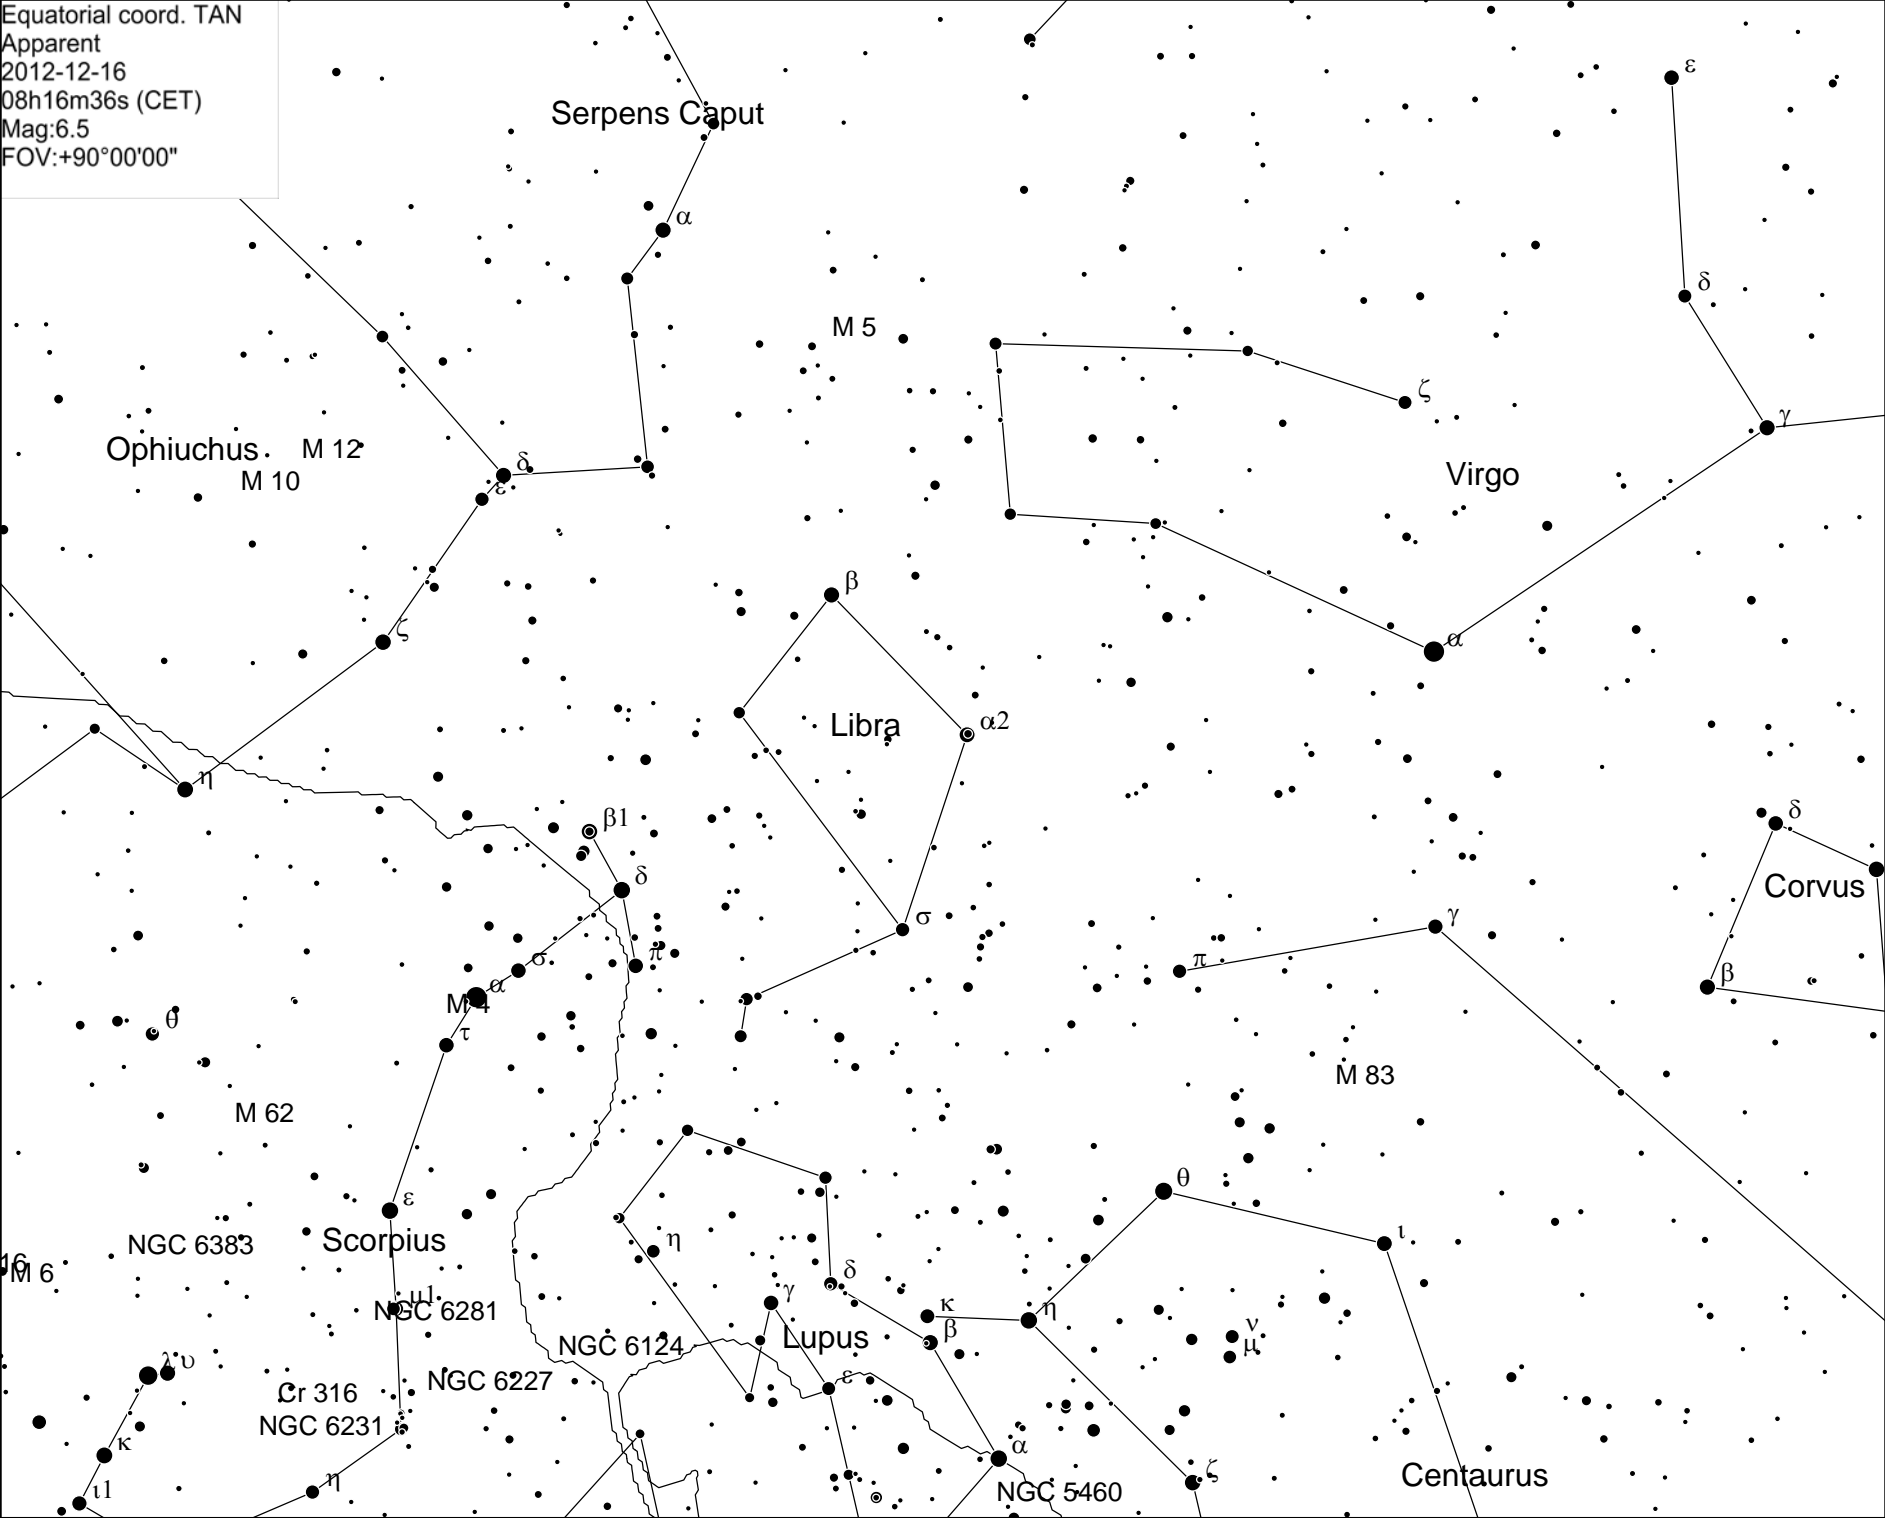 Equatorial coord. TAN
Apparent
2012-12-16
08h16m36s (CET)
Mag:6.5
FOV:+90°00'00"
ε
Serpens Caput
α
δ
M 5
ζ
γ
Ophiuchus
M 12
δ
Virgo
M 10
ε
β
ζ
α
Libra
α2
η
β1
δ
δ
Corvus
σ
γ
σ
π
π
β
α
M 4
θ
τ
M 83
M 62
θ
ε
ι
Scorpius
η
NGC 6383
16
M 6
δ
μ1
γ
κ
η
NGC 6281
ν
β
Lupus
μ
NGC 6124
λ υ
ε
NGC 6227
Cr 316
NGC 6231
κ
α
ζ
Centaurus
η
ι1
NGC 5460